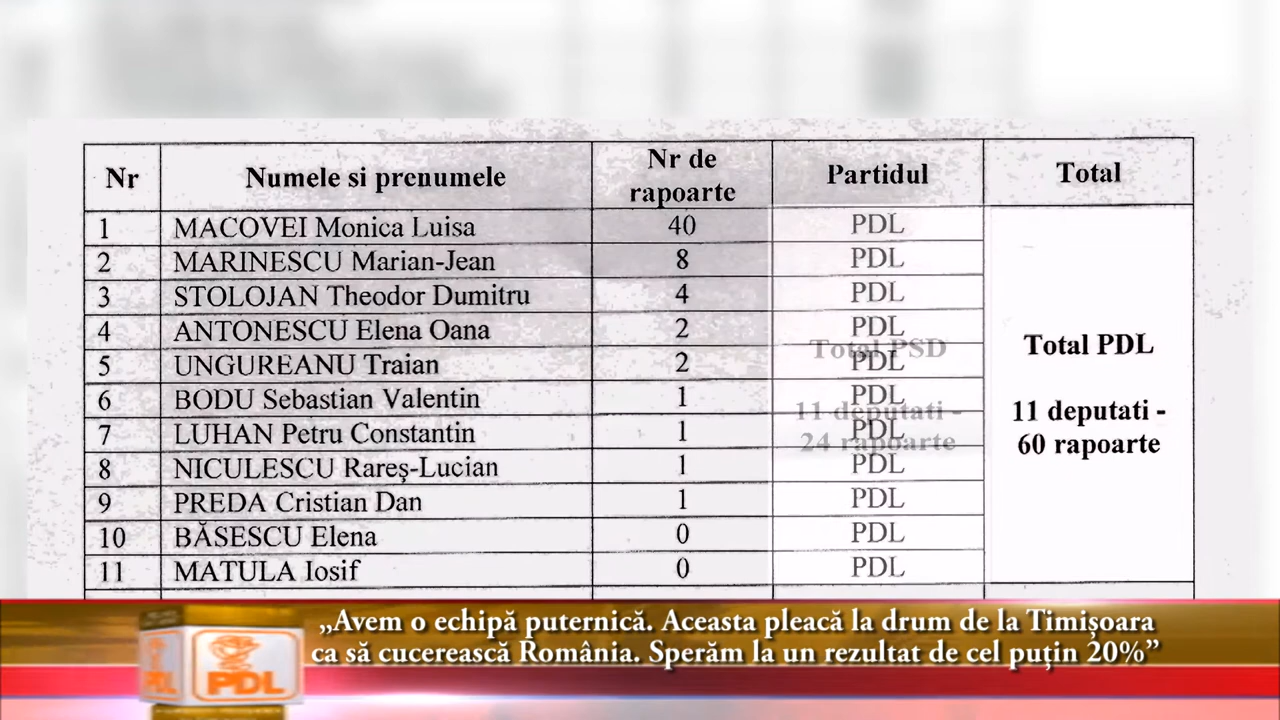 Nr Numele si prenumele Nr de rapoarte Partidul Total
1 MACOVEI Monica Luisa 40 PDL
2 MARINESCU Marian-Jean 8 PDL
3 STOLOJAN Theodor Dumitru 4 PDL
4 ANTONESCU Elena Oana 2 PDL
5 UNGUREANU Traian 2 PDL
6 BODU Sebastian Valentin 1 PDL
7 LUHAN Petru Constantin 1 PDL
8 NICULESCU Rareş-Lucian 1 PDL
9 PREDA Cristian Dan 1 PDL
10 BĂSESCU Elena 0 PDL
11 MATULA Iosif 0 PDL
Total PSD
11 deputati -
24 rapoarte
Total PDL
11 deputati -
60 rapoarte
„Avem o echipă puternică. Aceasta pleacă la drum de la Timișoara
ca să cucerească România. Sperăm la un rezultat de cel puțin 20%”
PDL
PDL